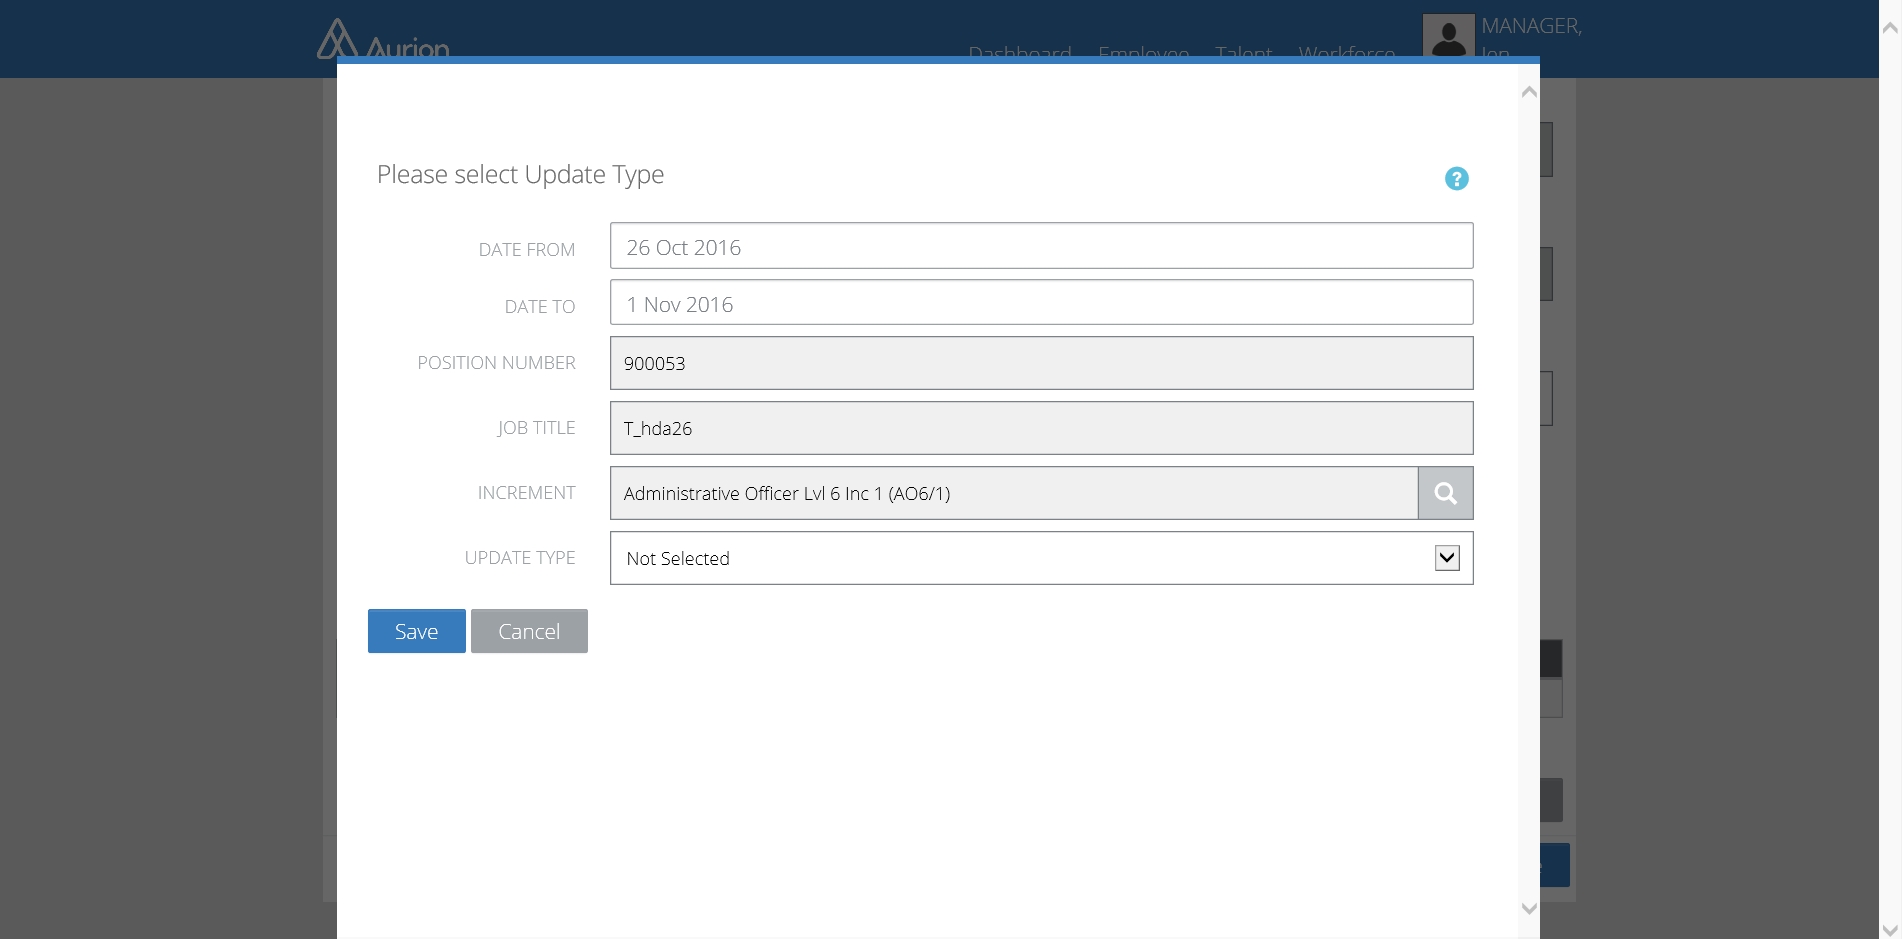 Aurion
Dashboard Employee Talent Workforce
MANAGER,
Jen
Please select Update Type
?
DATE FROM 26 Oct 2016
DATE TO 1 Nov 2016
POSITION NUMBER 900053
JOB TITLE T_hda26
INCREMENT Administrative Officer Lvl 6 Inc 1 (AO6/1)
UPDATE TYPE Not Selected
Save Cancel